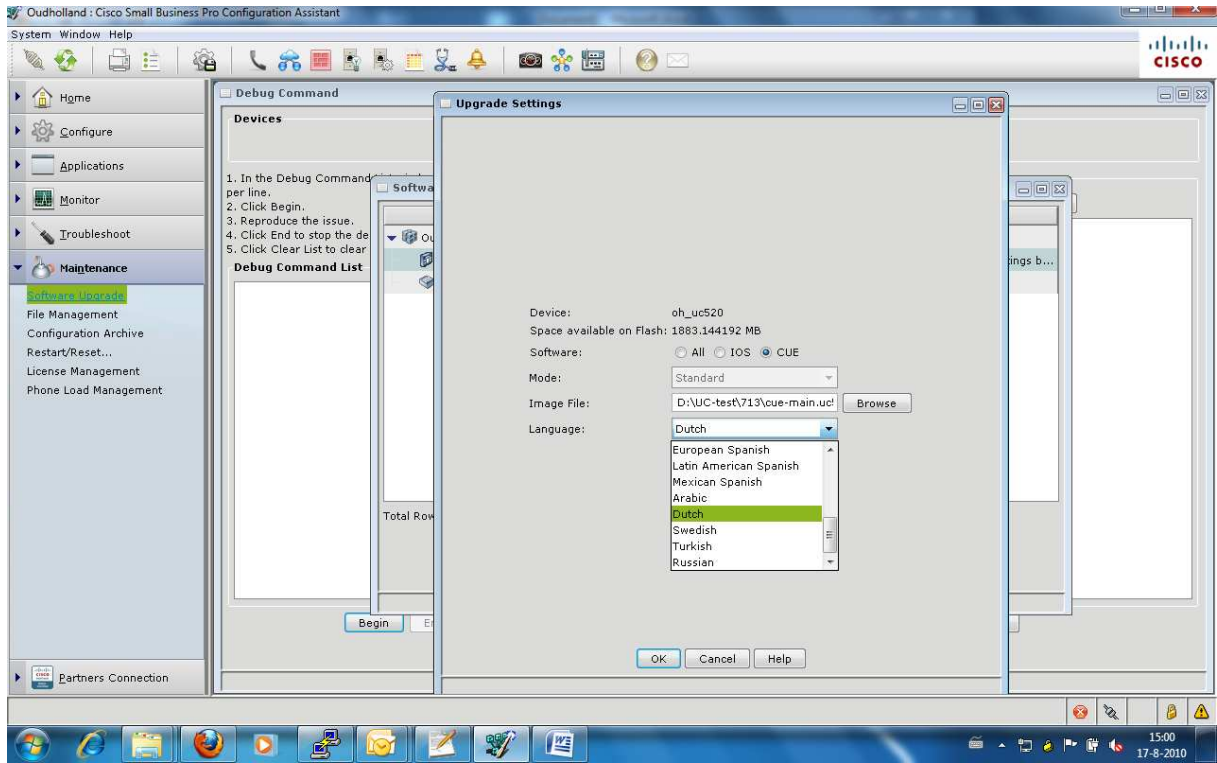 Oudholland : Cisco Small Business Pro Configuration Assistant
System Window Help
CISCO
Home
Configure
Applications
Monitor
Troubleshoot
Maintenance
Software Upgrade
File Management
Configuration Archive
Restart/Reset...
License Management
Phone Load Management
Partners Connection
Debug Command
Devices
1. In the Debug Command
per line.
2. Click Begin.
3. Reproduce the issue.
4. Click End to stop the de
5. Click Clear List to clear
Debug Command List
Begin
Softwa
Ou
ings b...
Total Row
Upgrade Settings
Device: oh_uc520
Space available on Flash: 1883.144192 MB
Software: All IOS CUE
Mode: Standard
Image File: D:\UC-test\713\cue-main.uc Browse
Language: Dutch
European Spanish
Latin American Spanish
Mexican Spanish
Arabic
Dutch
Swedish
Turkish
Russian
OK Cancel Help
15:00
17-8-2010